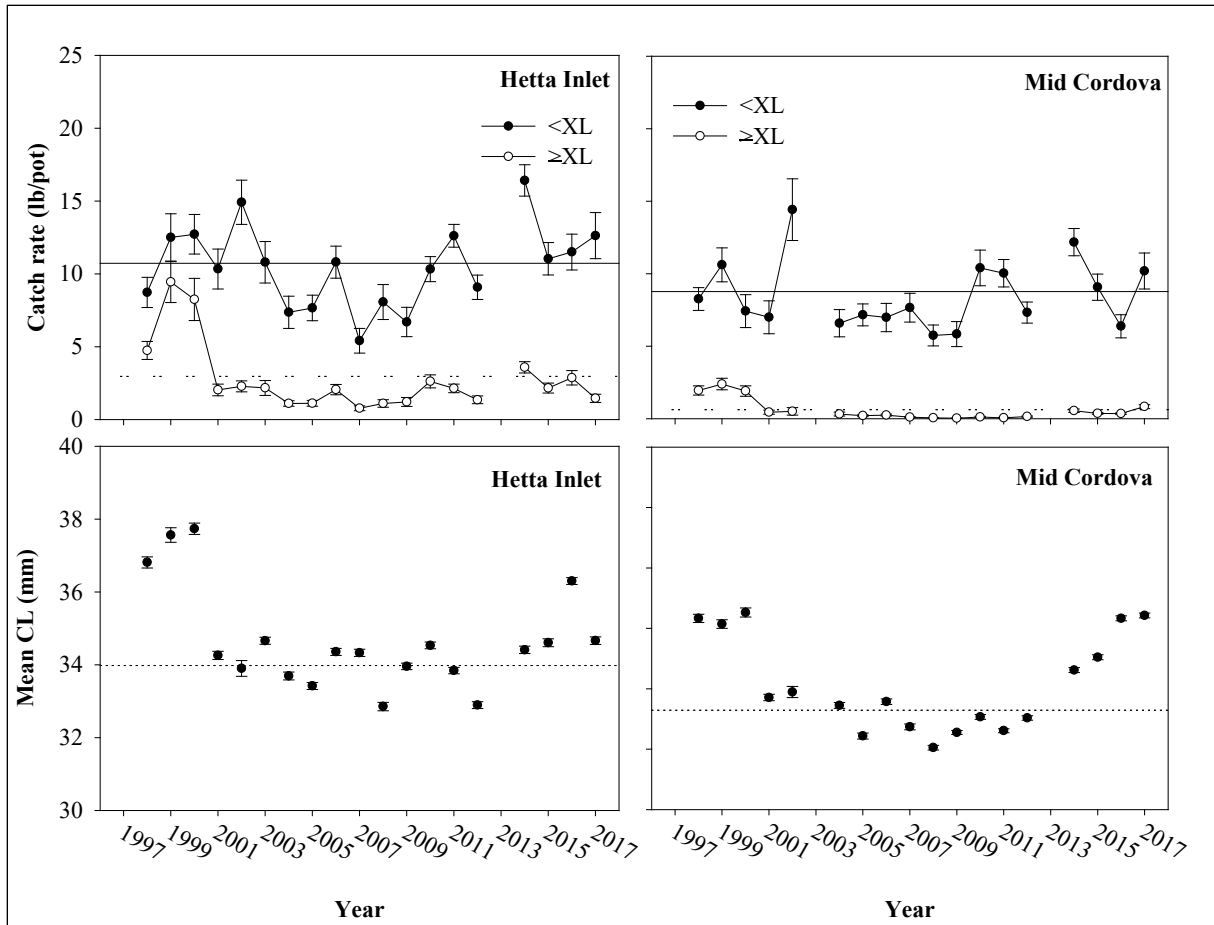 25
20
15
10
5
0
Catch rate (lb/pot)
Hetta Inlet
<XL
≥XL
Mid Cordova
<XL
≥XL
40
38
36
34
32
30
Mean CL (mm)
Hetta Inlet
Mid Cordova
1997 1999 2001 2003 2005 2007 2009 2011 2013 2015 2017
1997 1999 2001 2003 2005 2007 2009 2011 2013 2015 2017
Year
Year